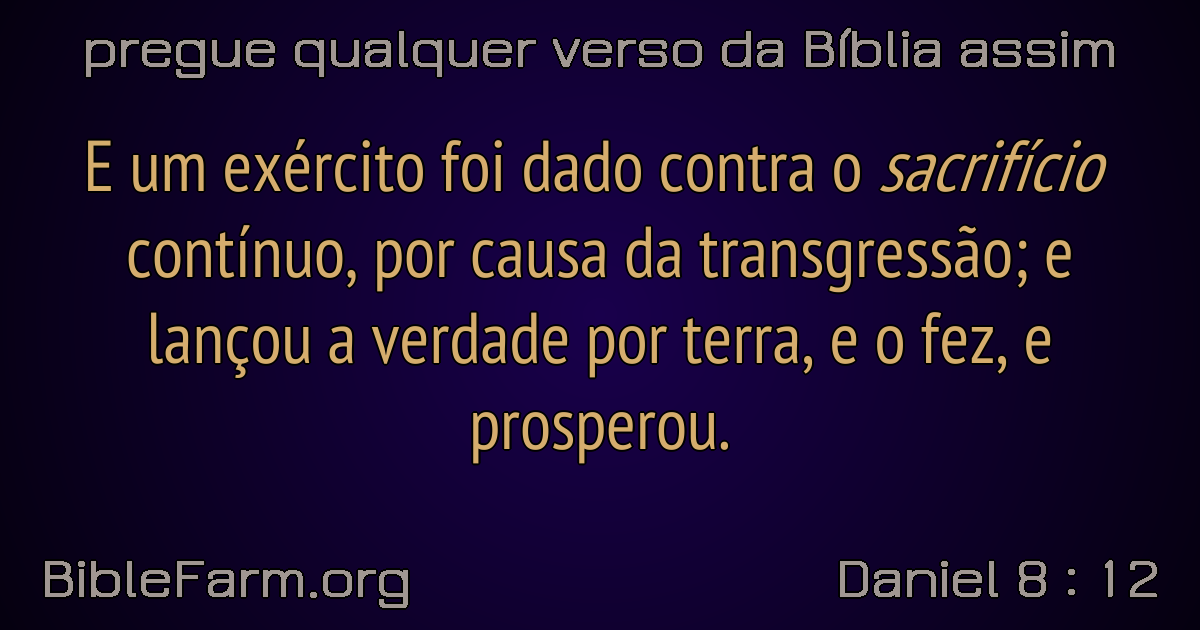 pregue qualquer verso da Bíblia assim
E um exército foi dado contra o sacrifício
contínuo, por causa da transgressão; e
lançou a verdade por terra, e o fez, e
prosperou.
BibleFarm.org
Daniel 8 : 12